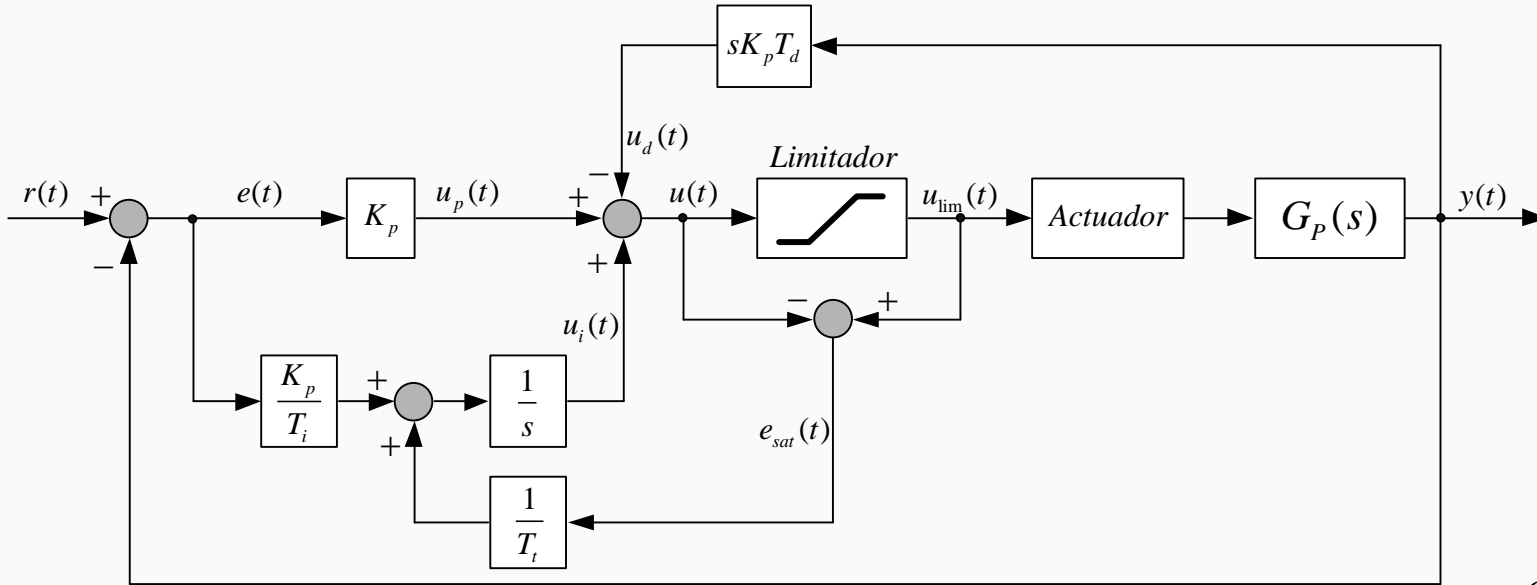 sK_pT_d
u_d(t)
Limitador
r(t)
+
e(t)
K_p
u_p(t)
+
−
u(t)
u_lim(t)
Actuador
G_P(s)
y(t)
−
+
−
+
u_i(t)
K_p
T_i
+
+
1
s
e_sat(t)
1
T_t